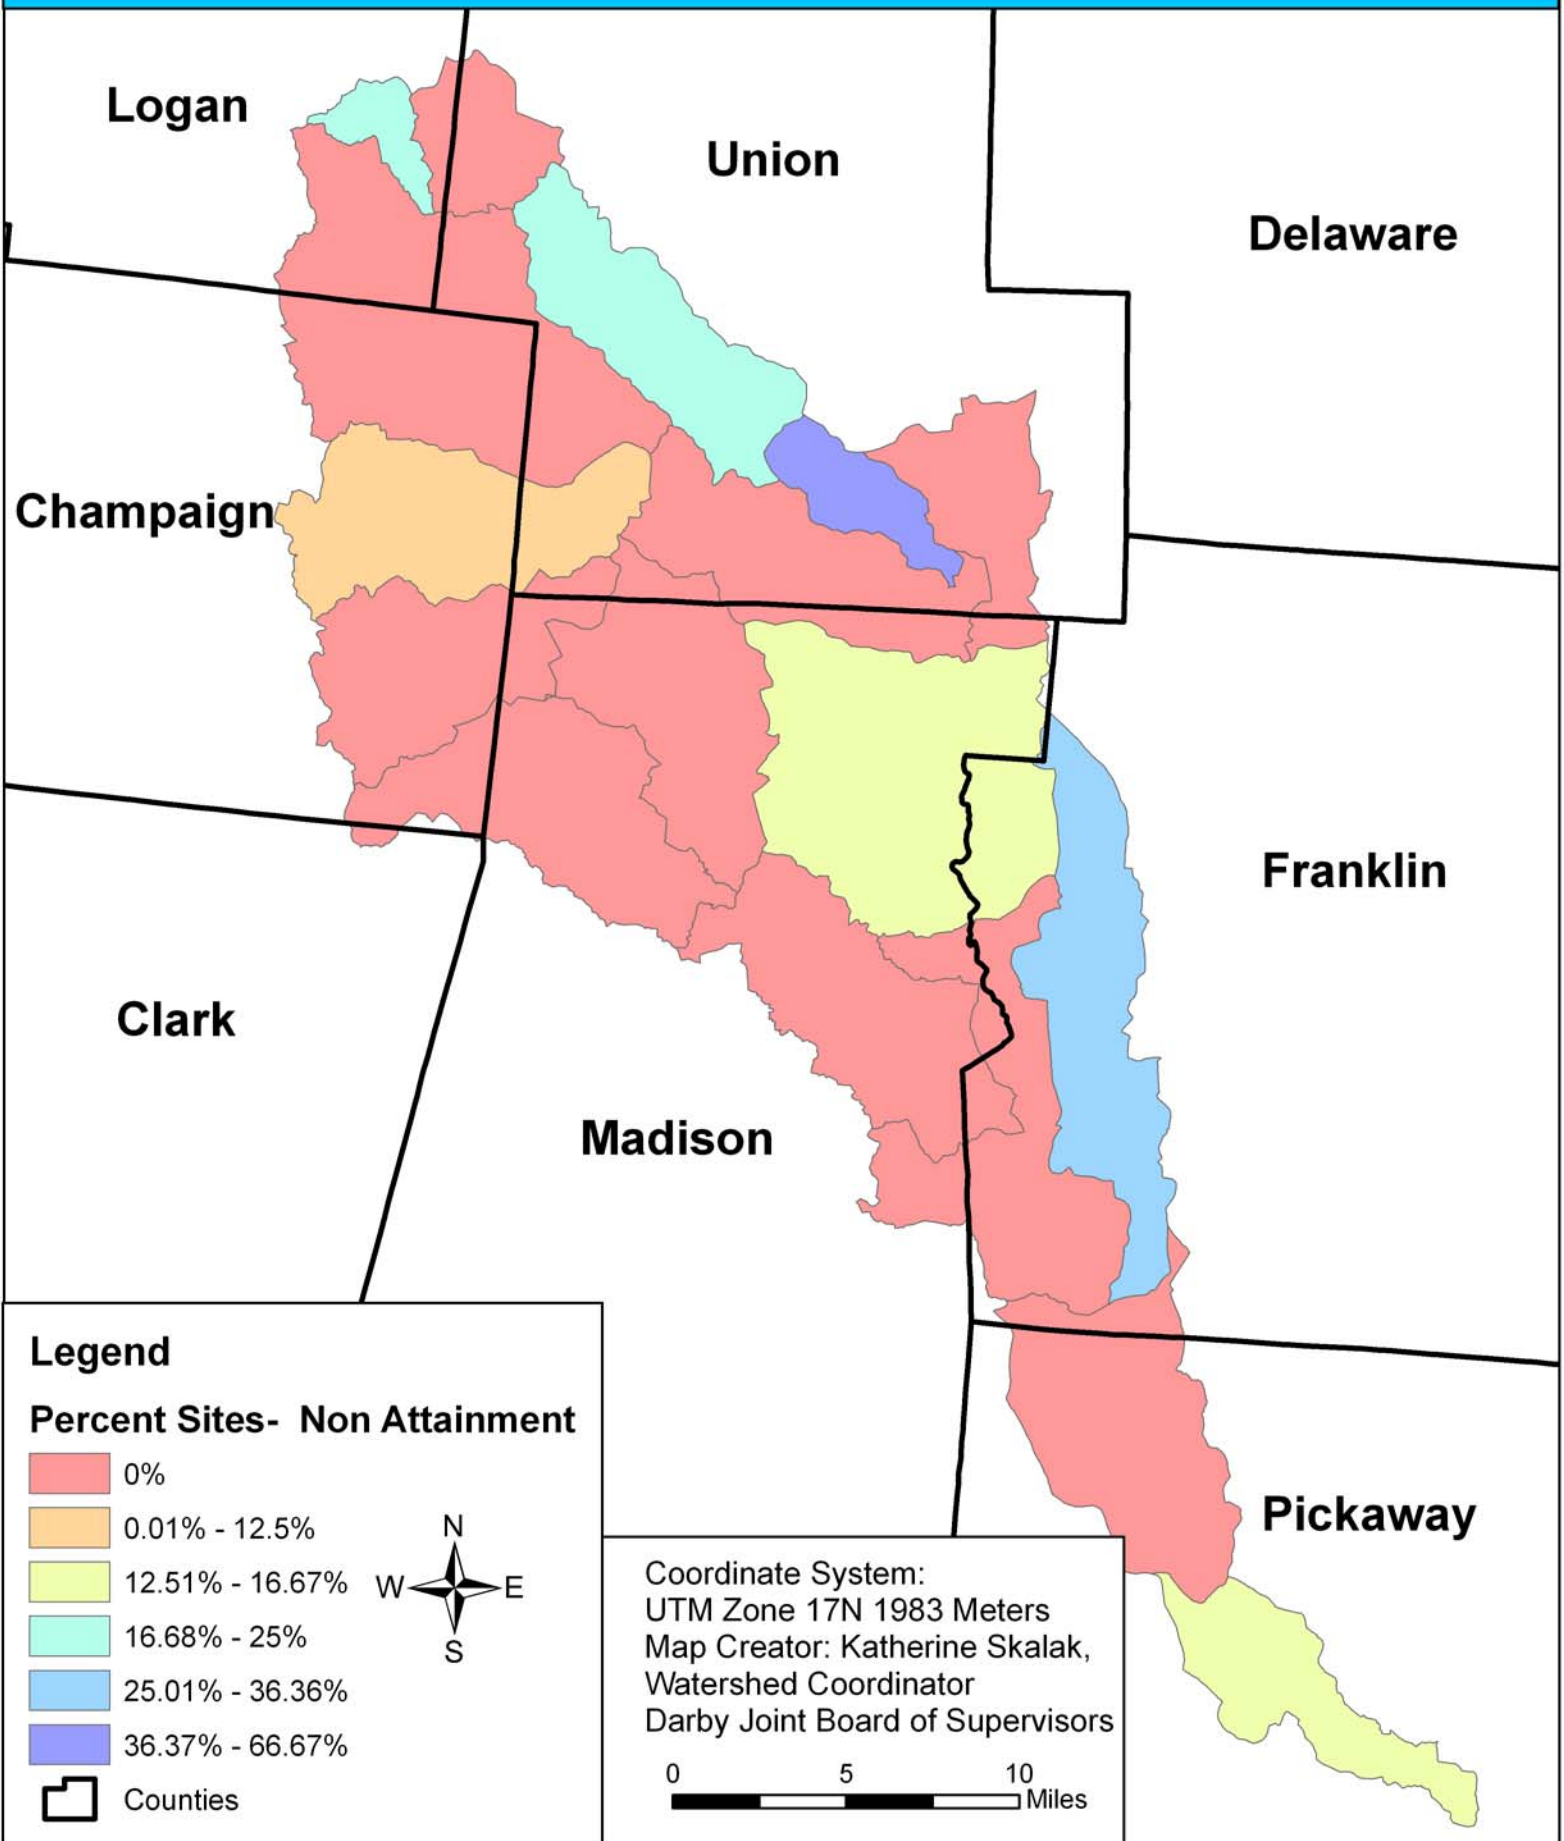 Logan
Union
Delaware
Champaign
Franklin
Clark
Madison
Pickaway
Legend
Percent Sites- Non Attainment
0%
0.01% - 12.5%
12.51% - 16.67%
16.68% - 25%
25.01% - 36.36%
36.37% - 66.67%
Counties
N
W E
S
Coordinate System:
UTM Zone 17N 1983 Meters
Map Creator: Katherine Skalak,
Watershed Coordinator
Darby Joint Board of Supervisors
0 5 10
Miles